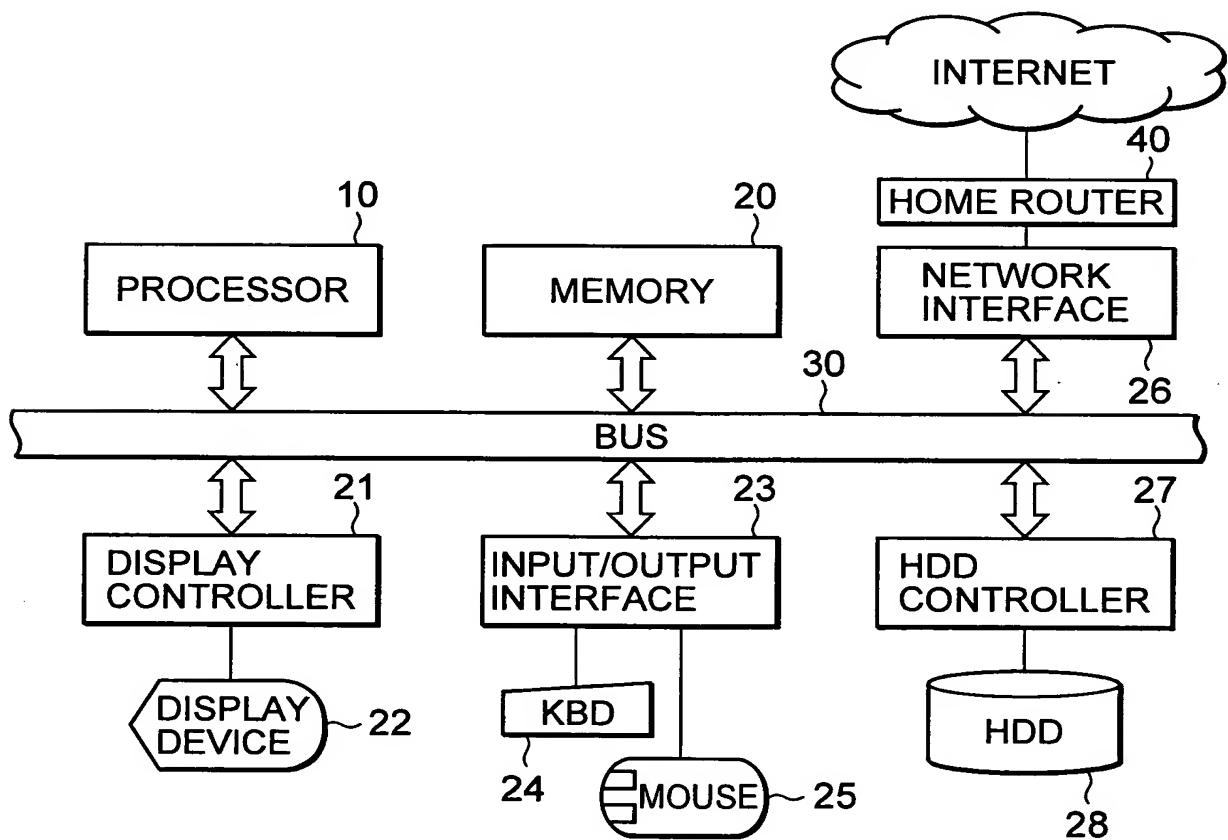 INTERNET
40
HOME ROUTER
10
PROCESSOR
20
MEMORY
NETWORK
INTERFACE
26
30
BUS
21
DISPLAY
CONTROLLER
23
INPUT/OUTPUT
INTERFACE
27
HDD
CONTROLLER
DISPLAY
DEVICE
22
KBD
24
MOUSE
25
HDD
28